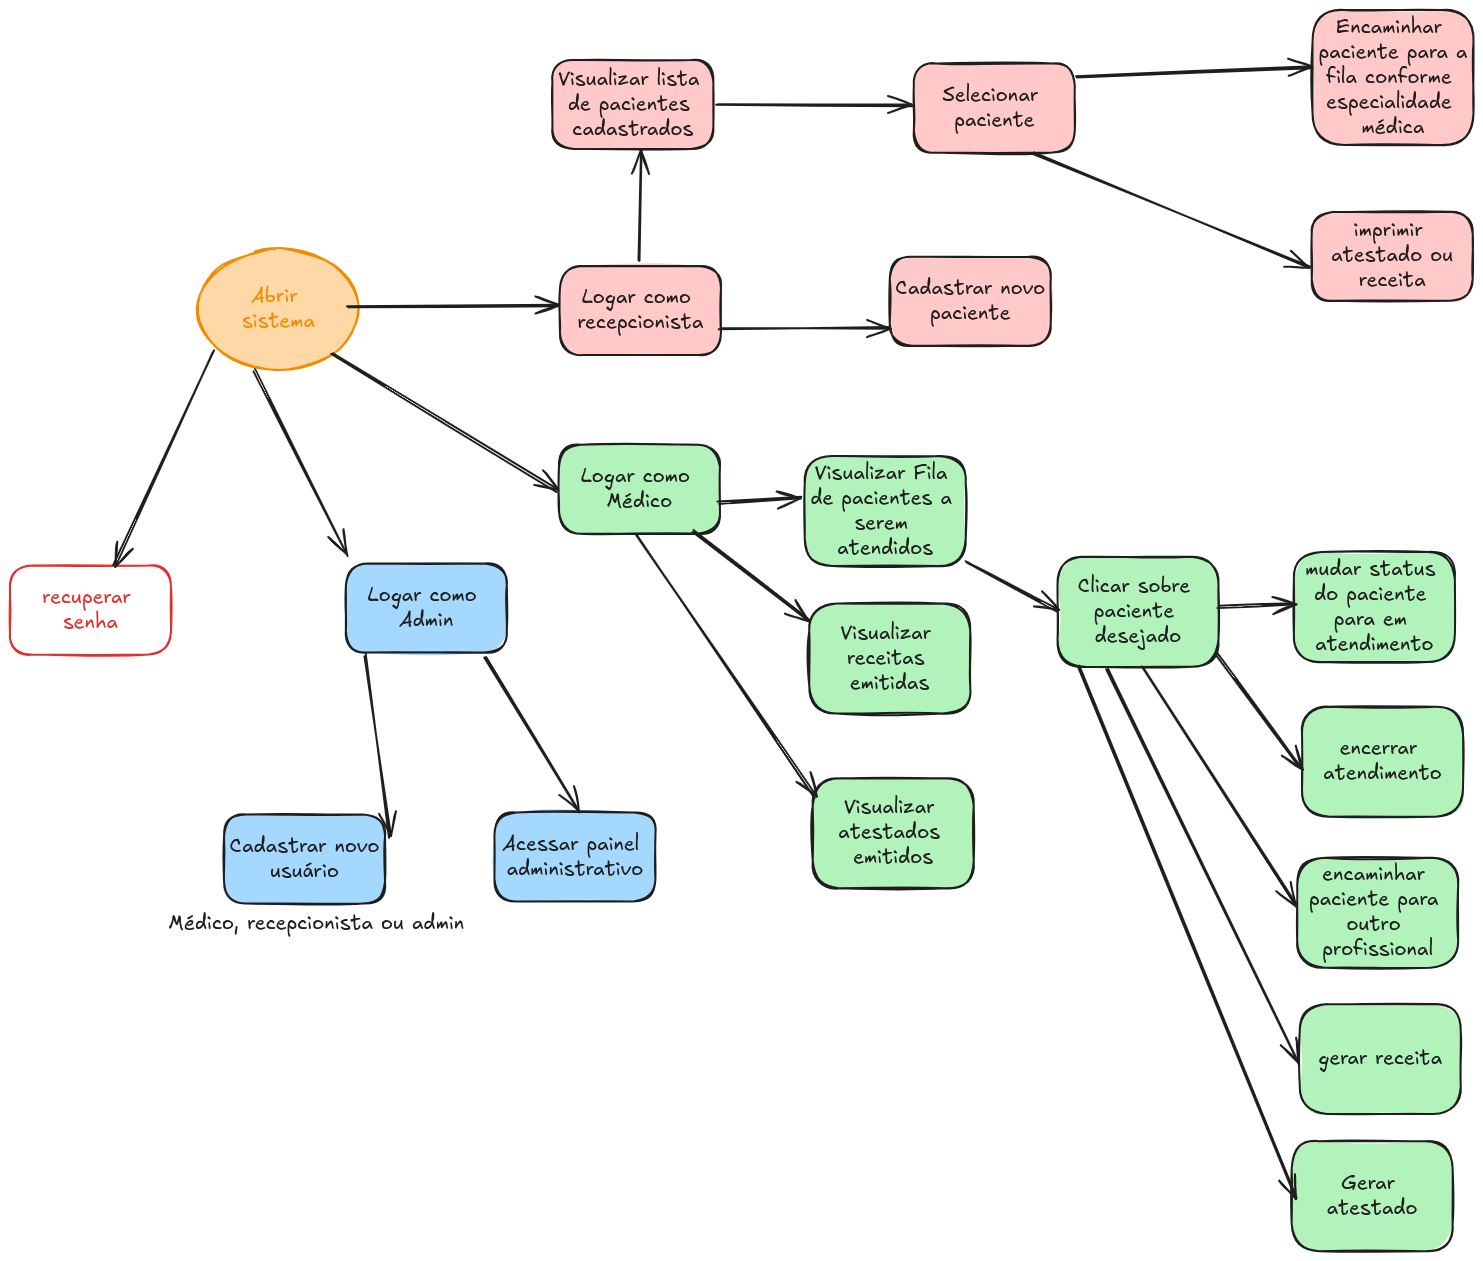 Encaminhar
paciente para a
fila conforme
especialidade
médica
Visualizar lista
de pacientes
cadastrados
Selecionar
paciente
imprimir
atestado ou
receita
Abrir
sistema
Logar como
recepcionista
Cadastrar novo
paciente
Logar como
Médico
Visualizar Fila
de pacientes a
serem
atendidos
recuperar
senha
Logar como
Admin
Visualizar
receitas
emitidas
Clicar sobre
paciente
desejado
mudar status
do paciente
para em
atendimento
encerrar
atendimento
Cadastrar novo
usuário
Médico, recepcionista ou admin
Acessar painel
administrativo
Visualizar
atestados
emitidos
encaminhar
paciente para
outro
profissional
gerar receita
Gerar
atestado